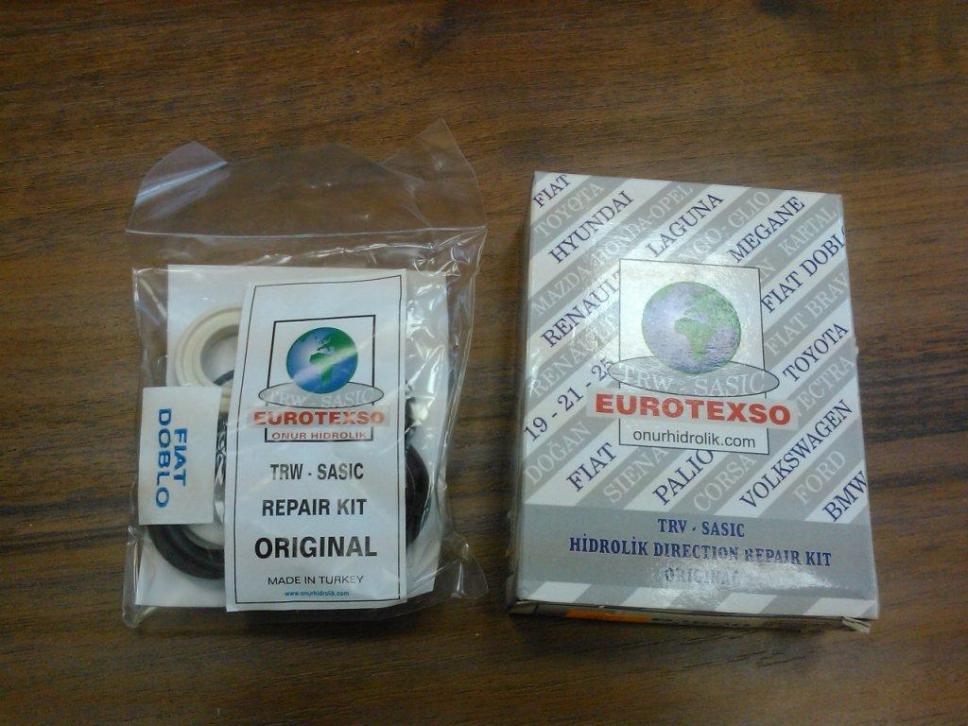 FIAT
DOBLO
TRW - SASIC
EUROTEXSO
ONUR HIDROLIK
TRW - SASIC
REPAIR KIT
ORIGINAL
MADE IN TURKEY
www.onurhidrolik.com
FIAT
TOYOTA
HYUNDAI
MAZDA-HONDA-OPEL
LAGUNA
RENAULT
MEGANE
KARTAL
FIAT DOBLO
19 - 21 - 25
FIAT BRAV
TOYOTA
VECTRA
DOĞAN
FIAT
SIENA
PALIO
CORSA
VOLKSWAGEN
FORD
BMW
TRW - SASIC
EUROTEXSO
onurhidrolik.com
TRV - SASIC
HİDROLİK DIRECTION REPAIR KIT
ORIGINAL